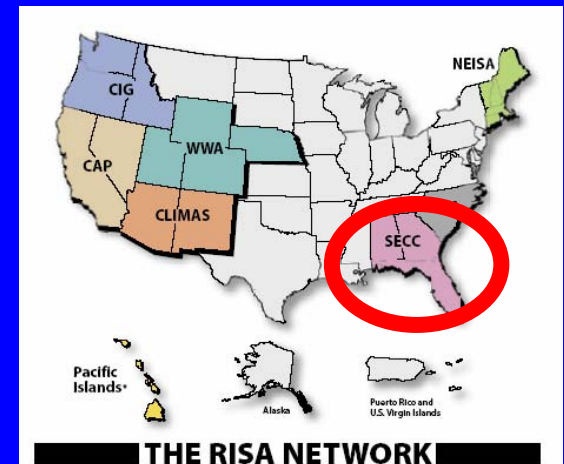 NEISA
CIG
WWA
CAP
CLIMAS
SECC
Pacific
Islands*
Alaska
Puerto Rico and
U.S. Virgin Islands
THE RISA NETWORK